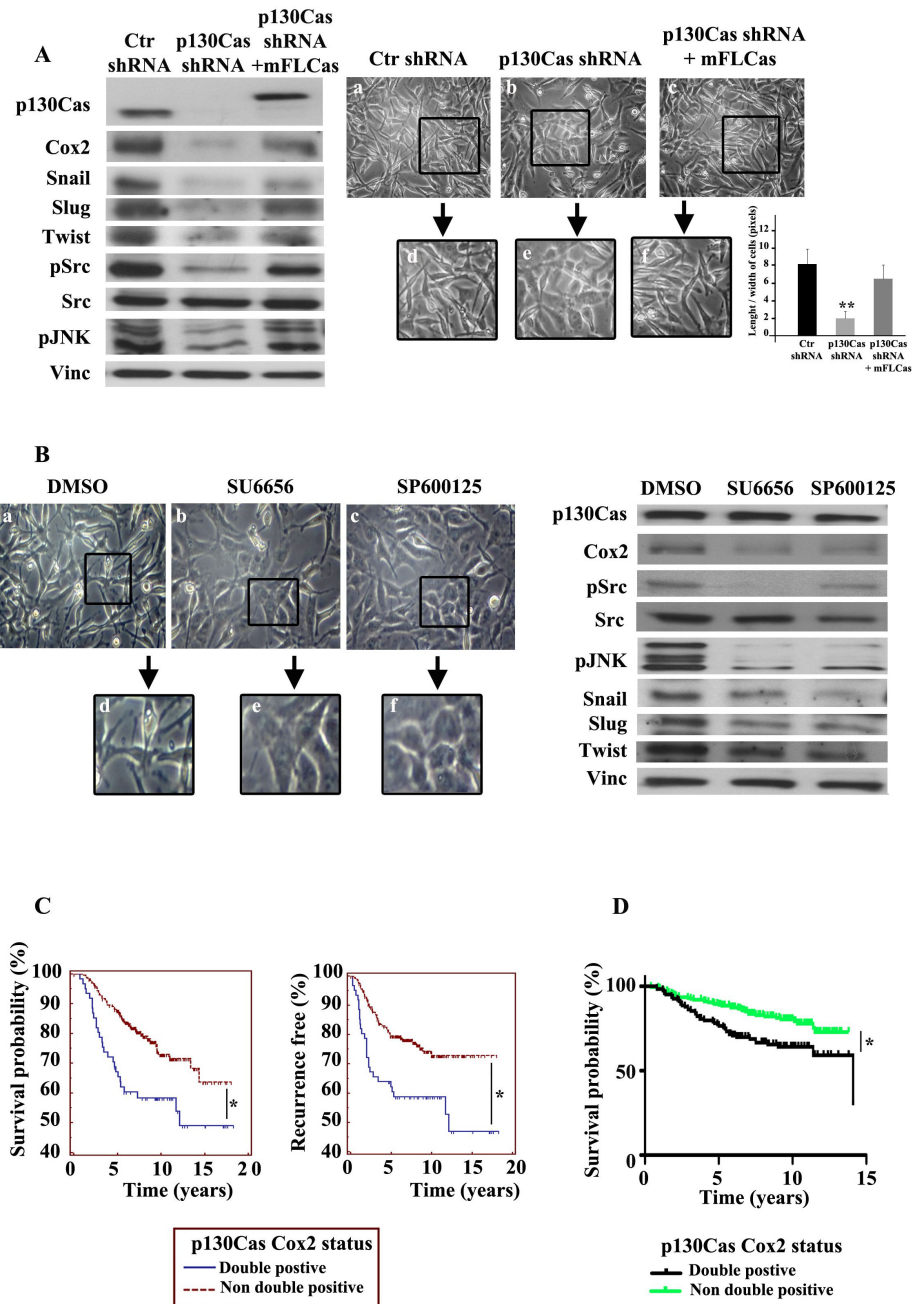 A
Ctr shRNA
p130Cas shRNA
p130Cas shRNA +mFLCas
p130Cas
Cox2
Snail
Slug
Twist
pSrc
Src
pJNK
Vinc
Ctr shRNA
p130Cas shRNA
p130Cas shRNA + mFLCas
a
b
c
d
e
f
Lenght / width of cells (pixels)
12
10
8
6
4
2
0
**
Ctr shRNA
p130Cas shRNA
p130Cas shRNA + mFLCas
B
DMSO
SU6656
SP600125
a
b
c
d
e
f
DMSO
SU6656
SP600125
p130Cas
Cox2
pSrc
Src
pJNK
Snail
Slug
Twist
Vinc
C
Survival probability (%)
100
90
80
70
60
50
40
0
5
10
15
2 0
*
Time (years)
Recurrence free (%)
100
90
80
70
60
50
40
0
5
10
15
20
*
Time (years)
p130Cas Cox2 status
Double postive
Non double positive
D
Survival probability (%)
100
50
0
0
5
10
15
*
Time (years)
p130Cas Cox2 status
Double postive
Non double positive